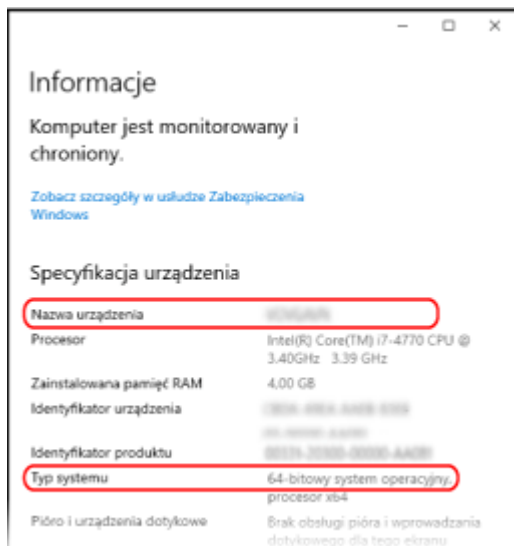 Informacje
Komputer jest monitorowany i
chroniony.
Zobacz szczegóły w usłudze Zabezpieczenia
Windows
Specyfikacja urządzenia
Nazwa urządzenia
Procesor Intel(R) Core(TM) i7-4770 CPU @
3.40GHz 3.39 GHz
Zainstalowana pamięć RAM 4,00 GB
Identyfikator urządzenia
Identyfikator produktu
Typ systemu 64-bitowy system operacyjny,
procesor x64
Pióro i urządzenia dotykowe Brak obsługi pióra i wprowadzania
dotykowego dla tego ekranu